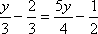 y/3 − 2/3 = 5y/4 − 1/2